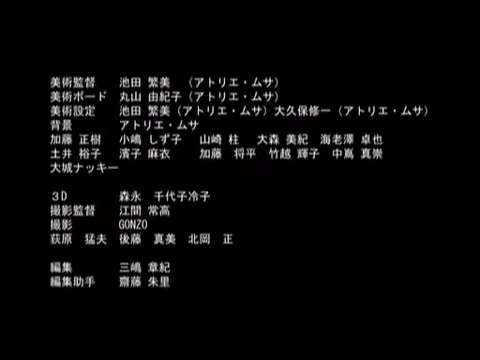 美術監督　池田 繁美　（アトリエ・ムサ）
美術ボード　丸山 由紀子（アトリエ・ムサ）
美術設定　池田 繁美（アトリエ・ムサ）大久保修一（アトリエ・ムサ）
背景　アトリエ・ムサ
加藤 正樹　小嶋 しず子　山崎 柱　大森 美紀　海老澤 卓也
土井 裕子　濱子 麻衣　加藤 将平　竹越 輝子　中嶌 真崇
大城ナッキー
３Ｄ　森永 千代子冷子
撮影監督　江間 常高
撮影　GONZO
荻原 猛夫　後藤 真美　北岡 正
編集　三嶋 章紀
編集助手　齋藤 朱里